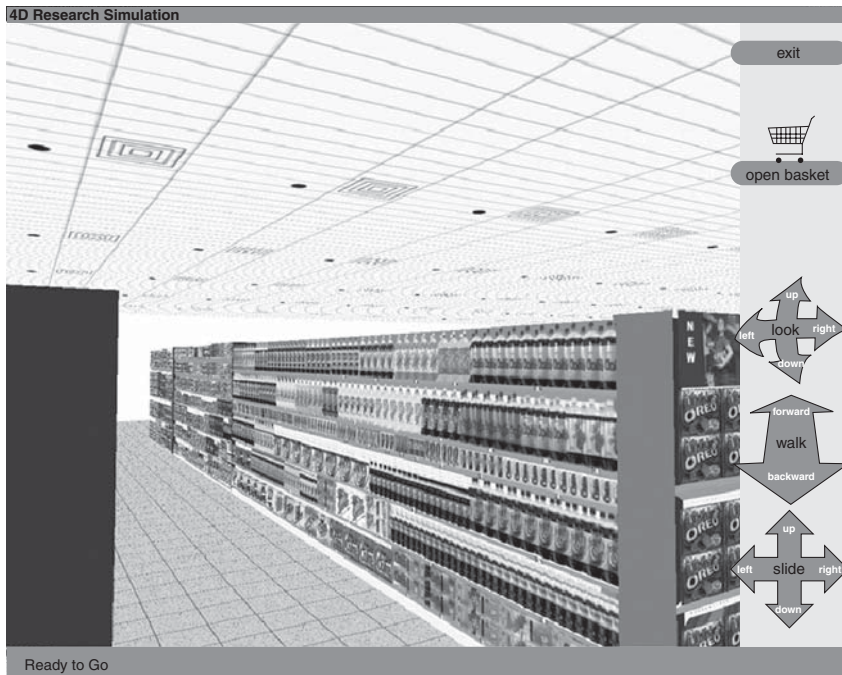 4D Research Simulation
exit
open basket
NEW
up
left look right
down
OREO
OREO
forward
walk
backward
up
OREO
left slide right
OREO
down
OREO
Ready to Go